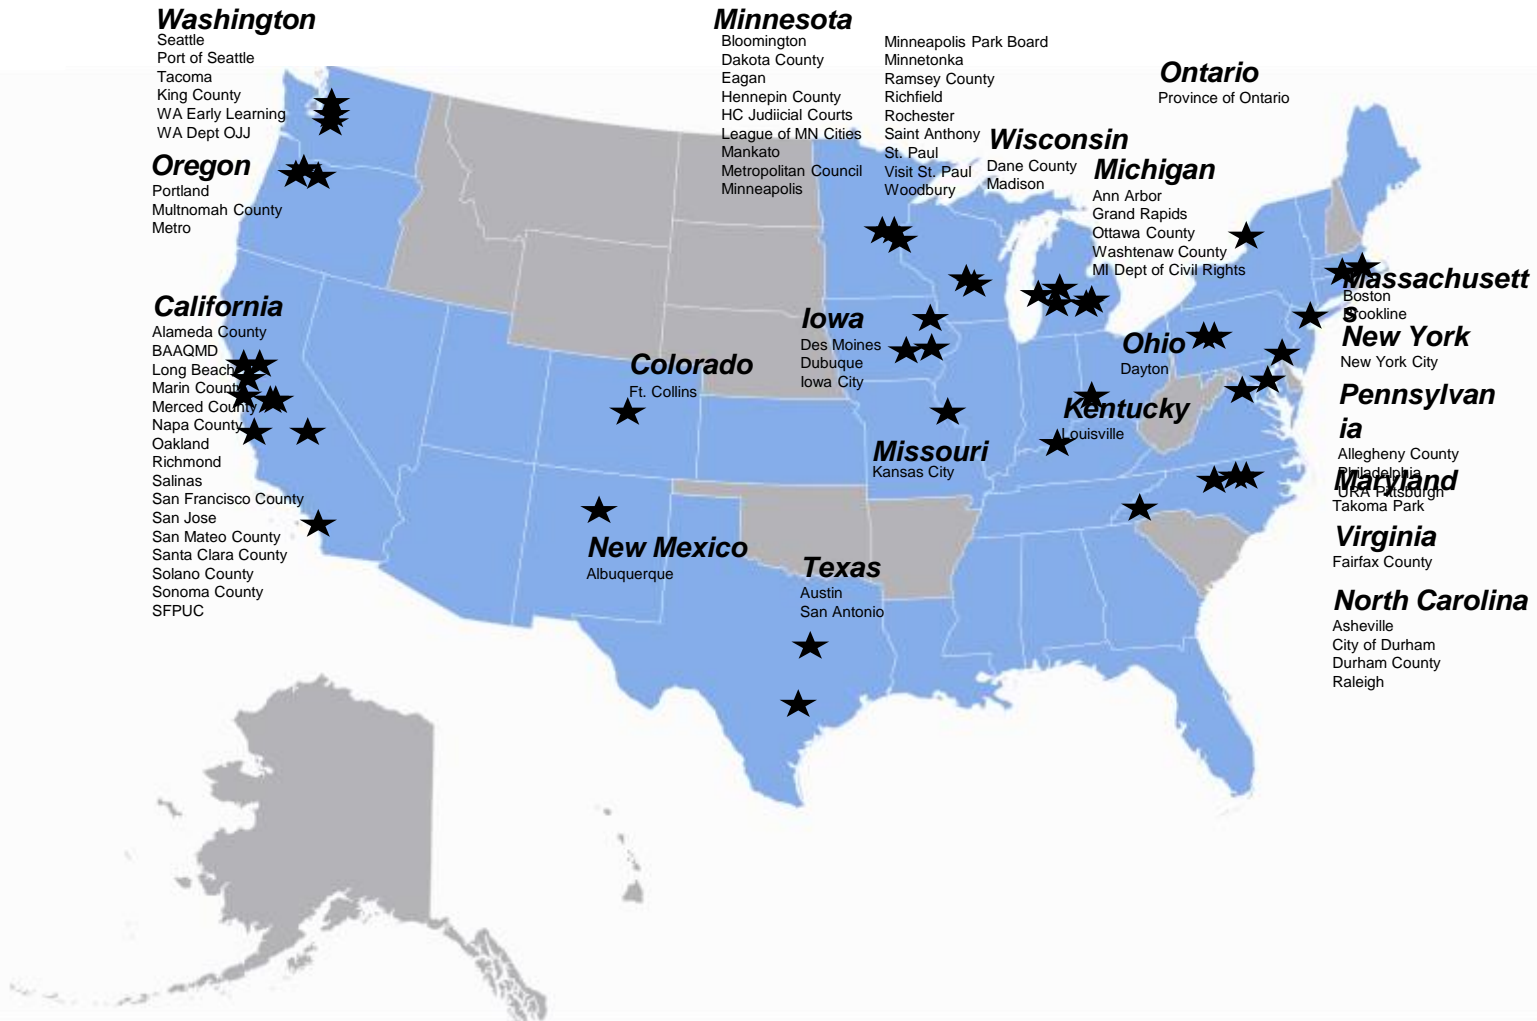 Washington
Seattle
Port of Seattle
Tacoma
King County
WA Early Learning
WA Dept OJJ
Oregon
Portland
Multnomah County
Metro
California
Alameda County
BAAQMD
Long Beach
Marin County
Merced County
Napa County
Oakland
Richmond
Salinas
San Francisco County
San Jose
San Mateo County
Santa Clara County
Solano County
Sonoma County
SFPUC
Colorado
Ft. Collins
New Mexico
Albuquerque
Minnesota
Bloomington
Dakota County
Eagan
Hennepin County
HC Judiicial Courts
League of MN Cities
Mankato
Metropolitan Council
Minneapolis
Minneapolis Park Board
Minnetonka
Ramsey County
Richfield
Rochester
Saint Anthony
St. Paul
Visit St. Paul
Woodbury
Iowa
Des Moines
Dubuque
Iowa City
Missouri
Kansas City
Texas
Austin
San Antonio
Wisconsin
Dane County
Madison
Michigan
Ann Arbor
Grand Rapids
Ottawa County
Washtenaw County
MI Dept of Civil Rights
Ohio
Dayton
Kentucky
Louisville
Ontario
Province of Ontario
Massachusett
s
Boston
Brookline
New York
New York City
Pennsylvan
ia
Allegheny County
Philadelphia
URA Pittsburgh
Maryland
Takoma Park
Virginia
Fairfax County
North Carolina
Asheville
City of Durham
Durham County
Raleigh